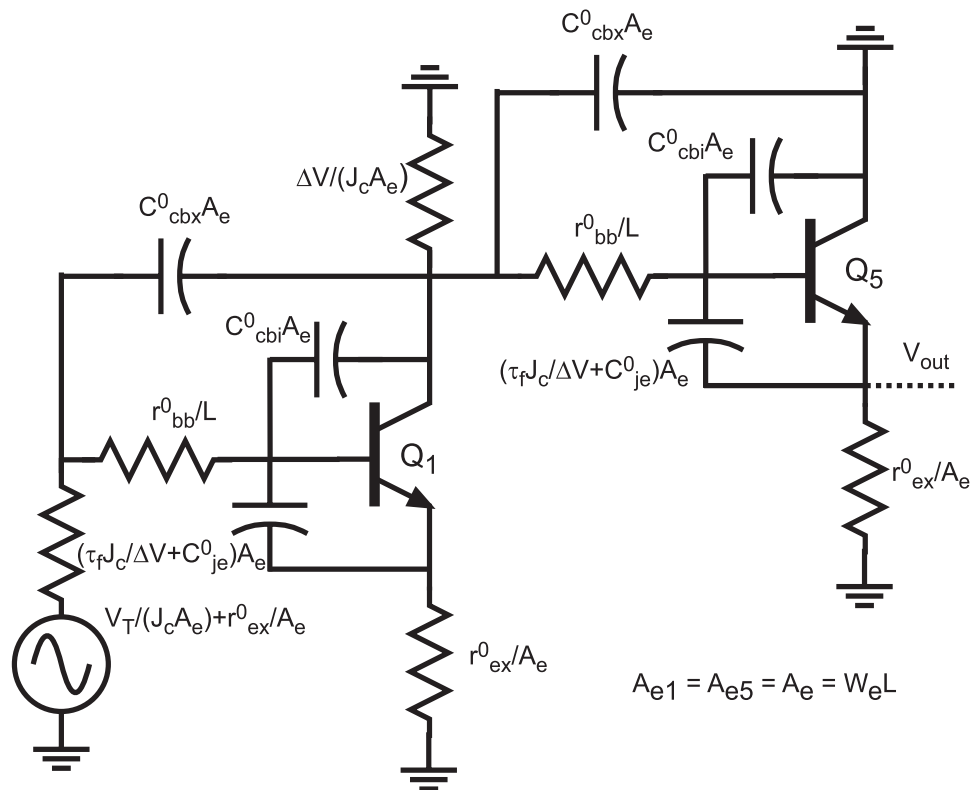 C⁰cbxAe
C⁰cbiAe
ΔV/(JcAe)
C⁰cbxAe
r⁰bb/L
Q5
C⁰cbiAe
(τfJc/ΔV+C⁰je)Ae
Vout
r⁰bb/L
Q1
r⁰ex/Ae
(τfJc/ΔV+C⁰je)Ae
VT/(JcAe)+r⁰ex/Ae
r⁰ex/Ae
Ae1 = Ae5 = Ae = WeL